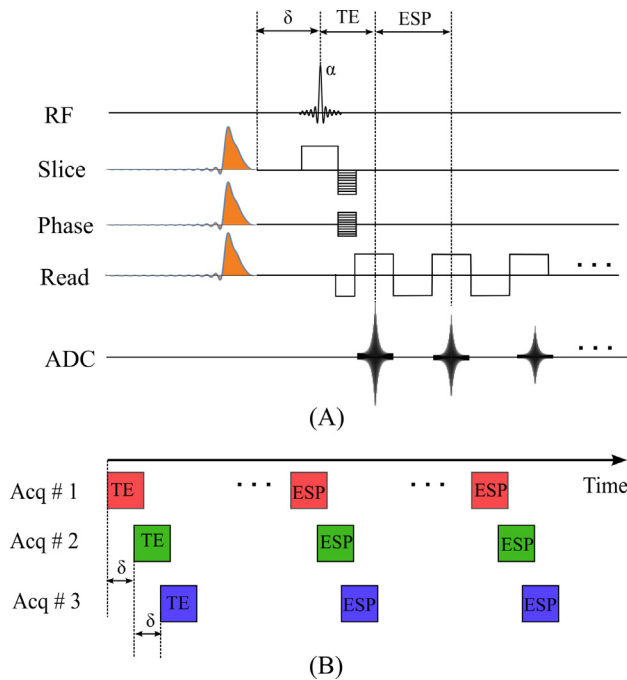 δ TE ESP
α
RF
Slice
Phase
Read
. . .
ADC
. . .
(A)
Time
Acq # 1 TE . . . ESP . . . ESP
Acq # 2 TE ESP ESP
δ
Acq # 3 TE ESP ESP
δ
(B)